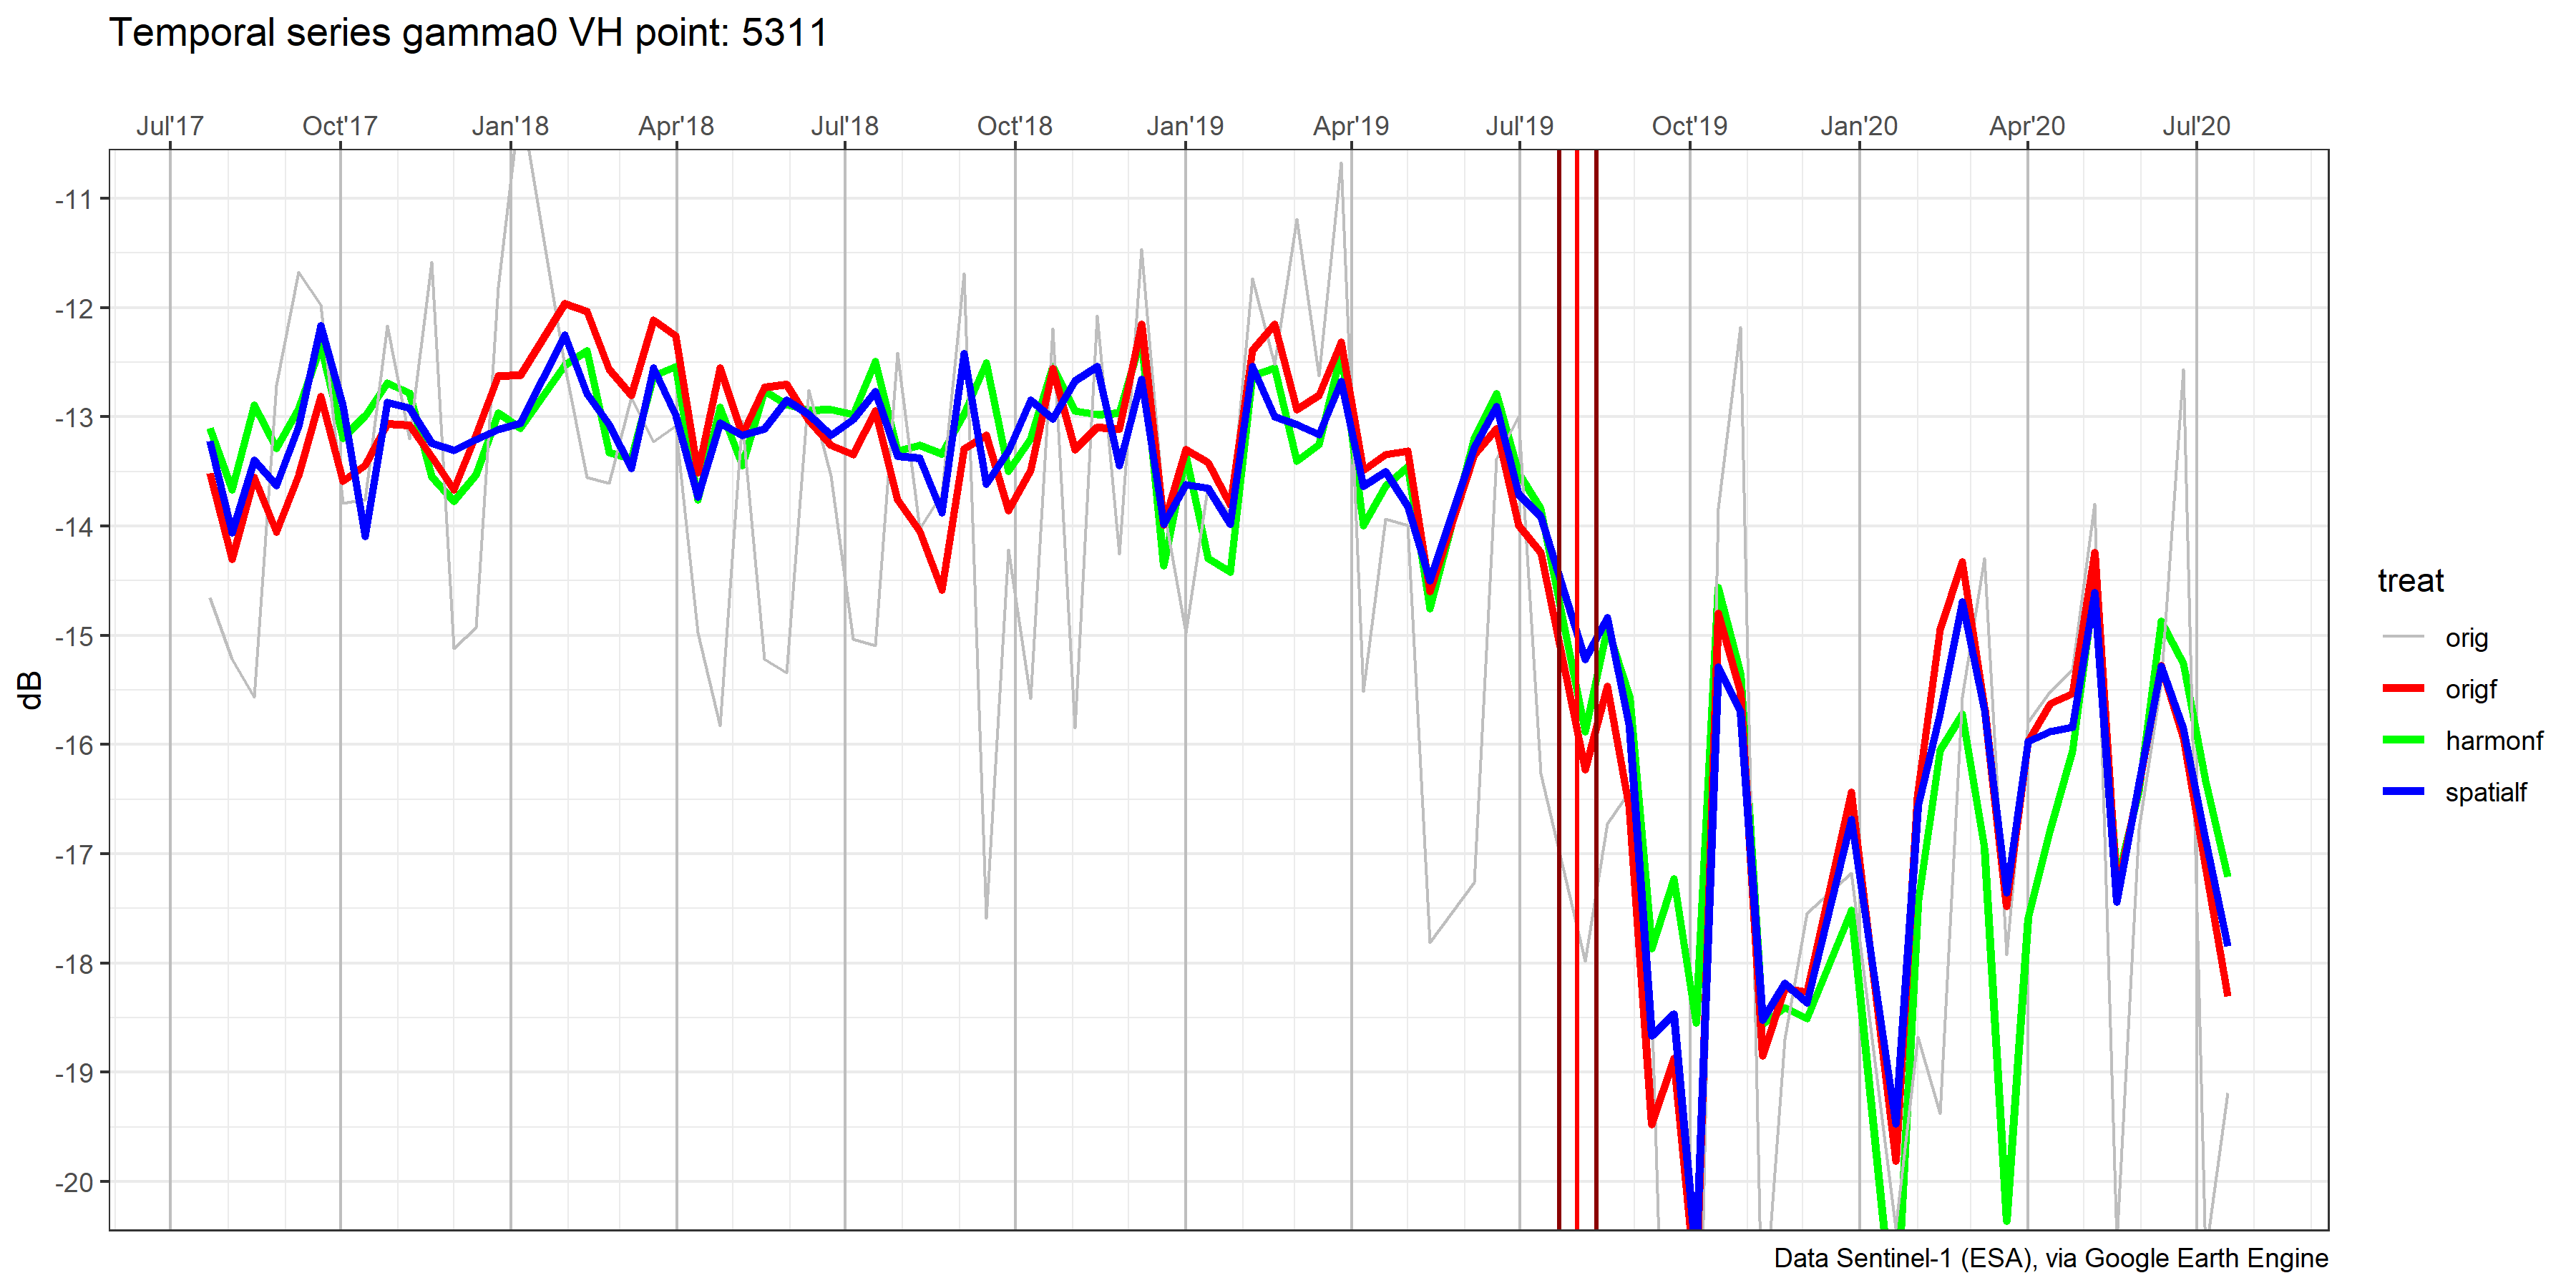 Temporal series gamma0 VH point: 5311
Jul'17 Oct'17 Jan'18 Apr'18 Jul'18 Oct'18 Jan'19 Apr'19 Jul'19 Oct'19 Jan'20 Apr'20 Jul'20
-11
-12
-13
-14
-15
-16
-17
-18
-19
-20
dB
treat
orig
origf
harmonf
spatialf
Data Sentinel-1 (ESA), via Google Earth Engine